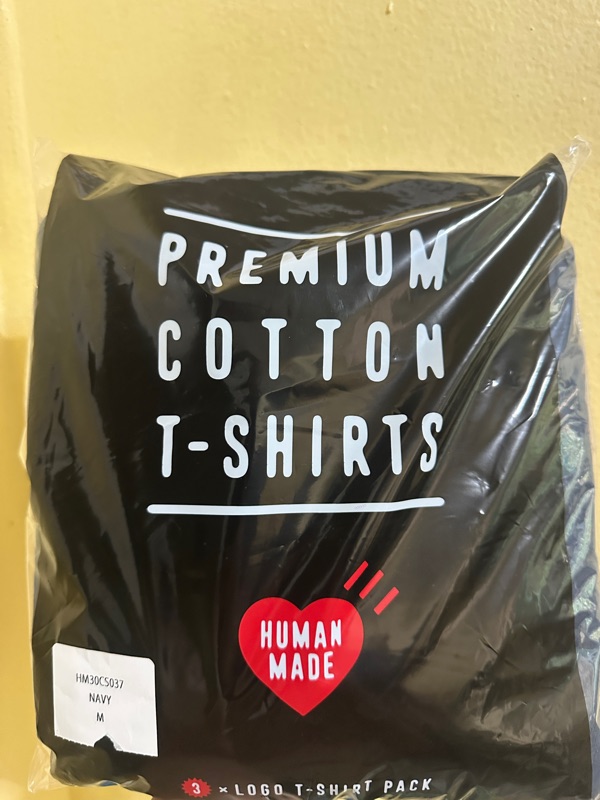 PREMIUM
COTTON
T-SHIRTS
HUMAN
MADE
HM30CS037
NAVY
M
3 × LOGO T-SHIRT PACK